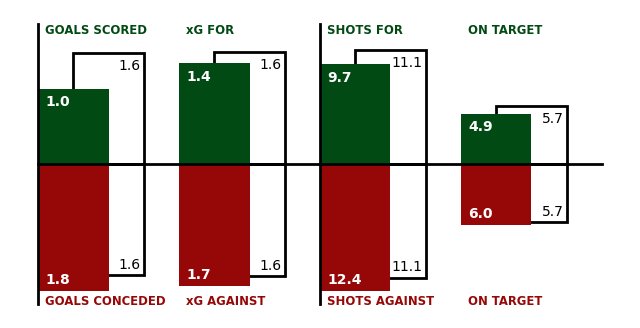 GOALS SCORED xG FOR SHOTS FOR ON TARGET
1.6 1.6 11.1 5.7
1.0 1.4 9.7 4.9
1.8 1.6 1.7 1.6 12.4 11.1 6.0 5.7
GOALS CONCEDED xG AGAINST SHOTS AGAINST ON TARGET